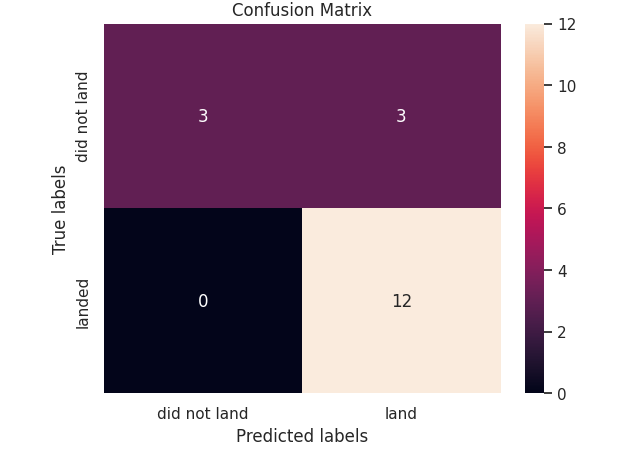 Confusion Matrix
True labels
did not land
landed
3
3
0
12
did not land
land
Predicted labels
12
10
8
6
4
2
0